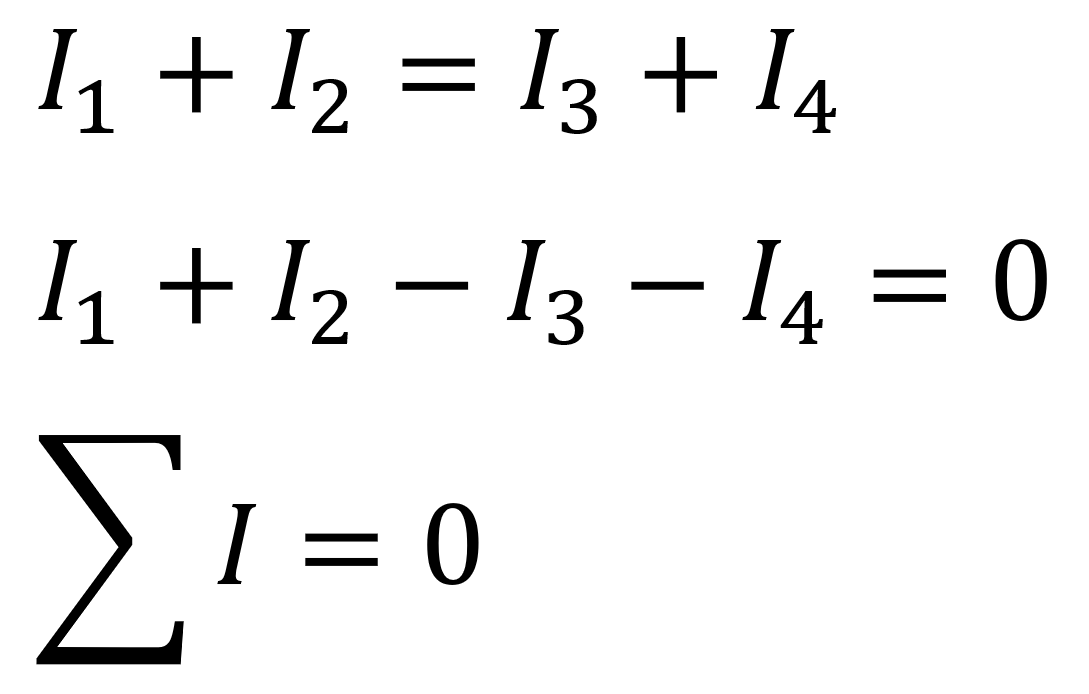 I₁ + I₂ = I₃ + I₄
I₁ + I₂ − I₃ − I₄ = 0
∑ I = 0